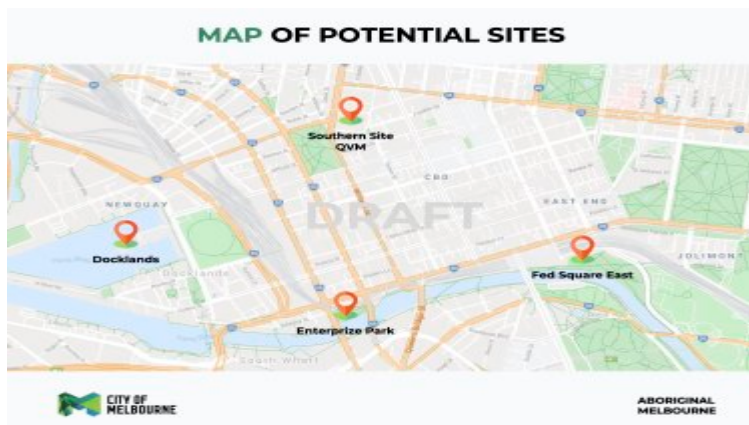 MAP OF POTENTIAL SITES
Southern Site
QVM
CBD
NEWQUAY
EAST END
DRAFT
Docklands
Docklands
Fed Square East
JOLIMONT
Enterprize Park
South Wharf
CITY OF
MELBOURNE
ABORIGINAL
MELBOURNE